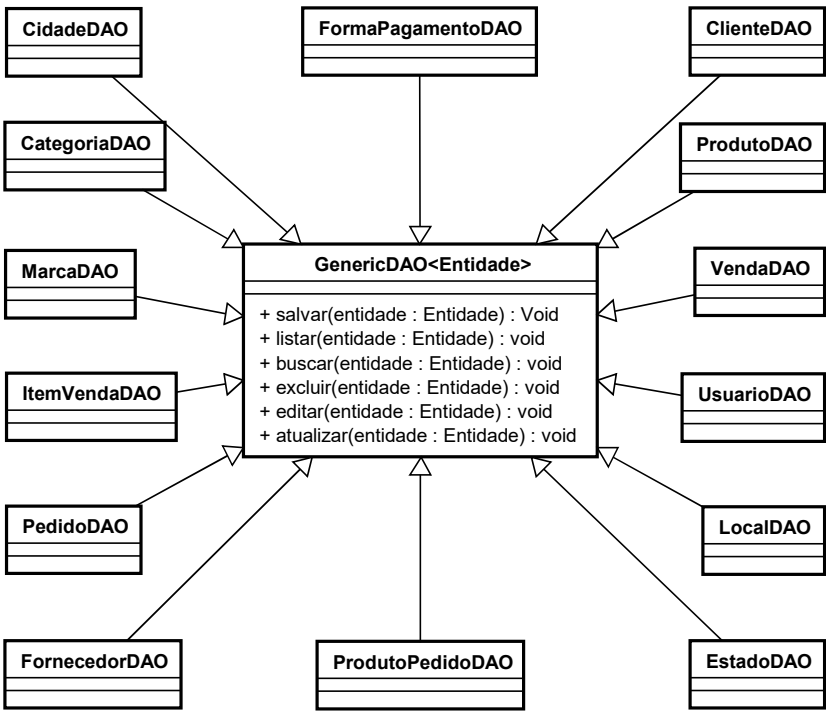 CidadeDAO
FormaPagamentoDAO
ClienteDAO
CategoriaDAO
ProdutoDAO
GenericDAO<Entidade>
MarcaDAO
VendaDAO
+ salvar(entidade : Entidade) : Void
+ listar(entidade : Entidade) : void
+ buscar(entidade : Entidade) : void
+ excluir(entidade : Entidade) : void
+ editar(entidade : Entidade) : void
+ atualizar(entidade : Entidade) : void
ItemVendaDAO
UsuarioDAO
PedidoDAO
LocalDAO
FornecedorDAO
ProdutoPedidoDAO
EstadoDAO